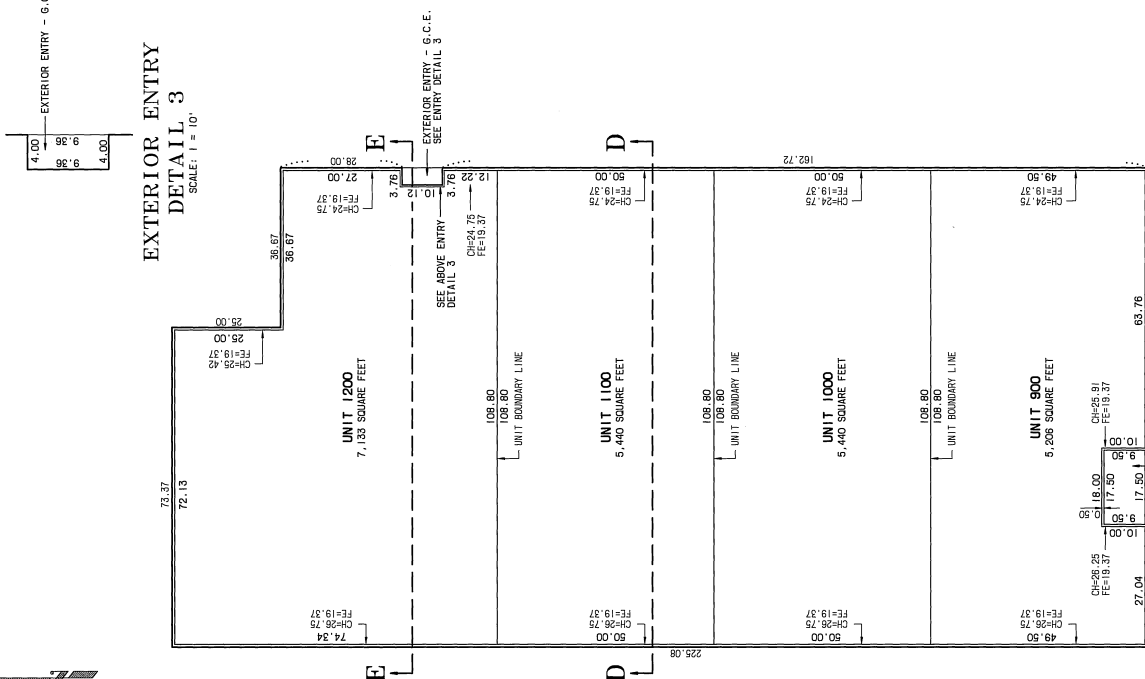 EXTERIOR ENTRY - G.C
4.00
9.36
9.36
4.00
EXTERIOR ENTRY
DETAIL 3
SCALE: 1 = 10'
EXTERIOR ENTRY - G.C.E.
SEE ENTRY DETAIL 3
E
D
28.00
27.00
CH=24.75
FE=19.37
3.76
10.12
3.76
12.22
SEE ABOVE ENTRY
DETAIL 3
CH=24.75
FE=19.37
162.72
50.00
CH=24.75
FE=19.37
50.00
CH=24.75
FE=19.37
49.50
CH=24.75
FE=19.37
36.67
36.67
25.00
25.00
CH=25.42
FE=19.37
73.37
72.13
UNIT 1200
7,133 SQUARE FEET
108.80
108.80
UNIT BOUNDARY LINE
UNIT 1100
5,440 SQUARE FEET
108.80
108.80
UNIT BOUNDARY LINE
UNIT 1000
5,440 SQUARE FEET
108.80
108.80
UNIT BOUNDARY LINE
UNIT 900
5,206 SQUARE FEET
63.76
CH=25.91
FE=19.37
10.00
9.50
18.00
17.50
17.50
0.50
9.50
10.00
CH=26.25
FE=19.37
27.04
74.34
CH=26.75
FE=19.37
50.00
CH=26.75
FE=19.37
50.00
CH=26.75
FE=19.37
49.50
CH=26.75
FE=19.37
225.08
E
D